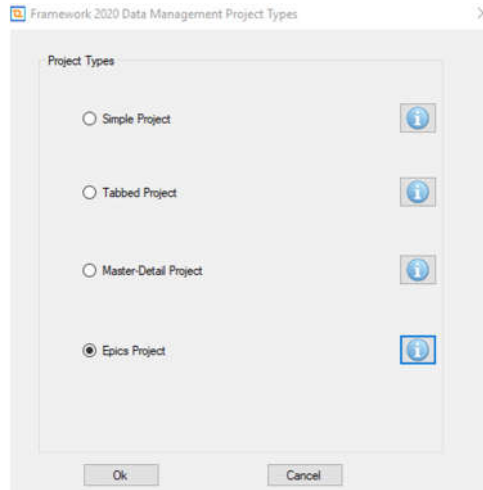 Framework 2020 Data Management Project Types
Project Types
Simple Project
Tabbed Project
Master-Detail Project
Epics Project
Ok
Cancel